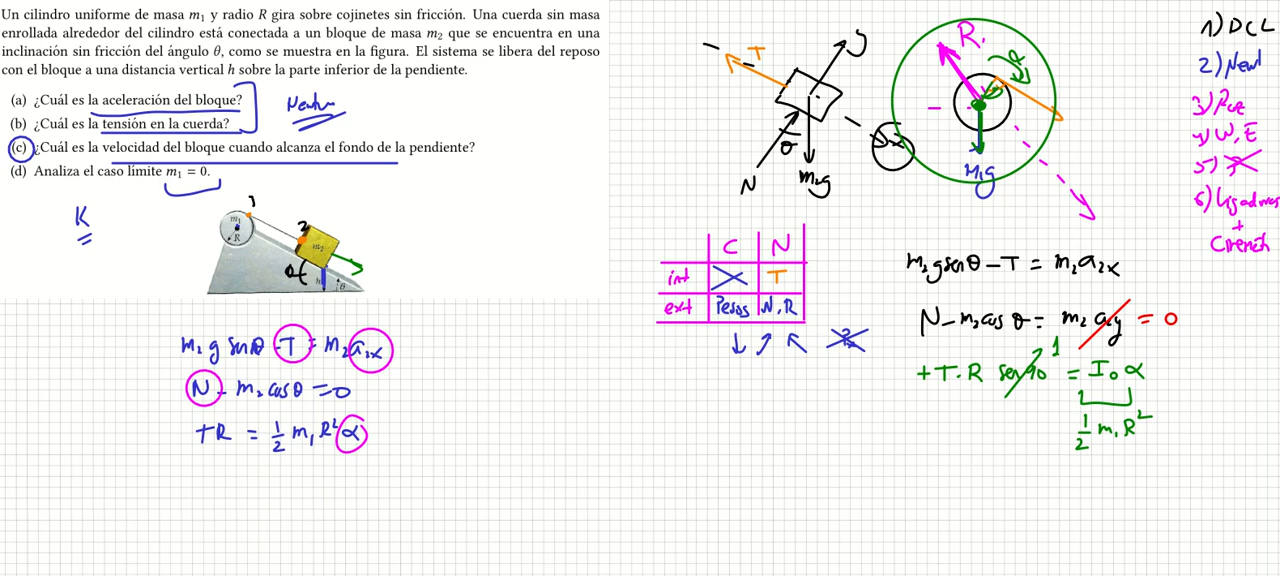 Un cilindro uniforme de masa m₁ y radio R gira sobre cojinetes sin fricción. Una cuerda sin masa
enrollada alrededor del cilindro está conectada a un bloque de masa m₂ que se encuentra en una
inclinación sin fricción del ángulo θ, como se muestra en la figura. El sistema se libera del reposo
con el bloque a una distancia vertical h sobre la parte inferior de la pendiente.
(a) ¿Cuál es la aceleración del bloque?
(b) ¿Cuál es la tensión en la cuerda?
(c) ¿Cuál es la velocidad del bloque cuando alcanza el fondo de la pendiente?
(d) Analiza el caso límite m₁ = 0.
Newton
K
m₁
R
m₂
h
θ
m₂ g senθ - T = m₂ a₂ₓ
N - m₂ cos θ = 0
TR = 1/2 m₁ R² α
T
N
θ
m₂g
R₁
m₁g
C N
int T
ext Pesos N, R
m₂ g senθ - T = m₂ a₂ₓ
N - m₂ cos θ = m₂ a₂y = 0
+ T · R sen 90 1 = I₀ α
1/2 m₁ R²
1) DCL
2) Newt
4) W, E
6) Ligaduras
+